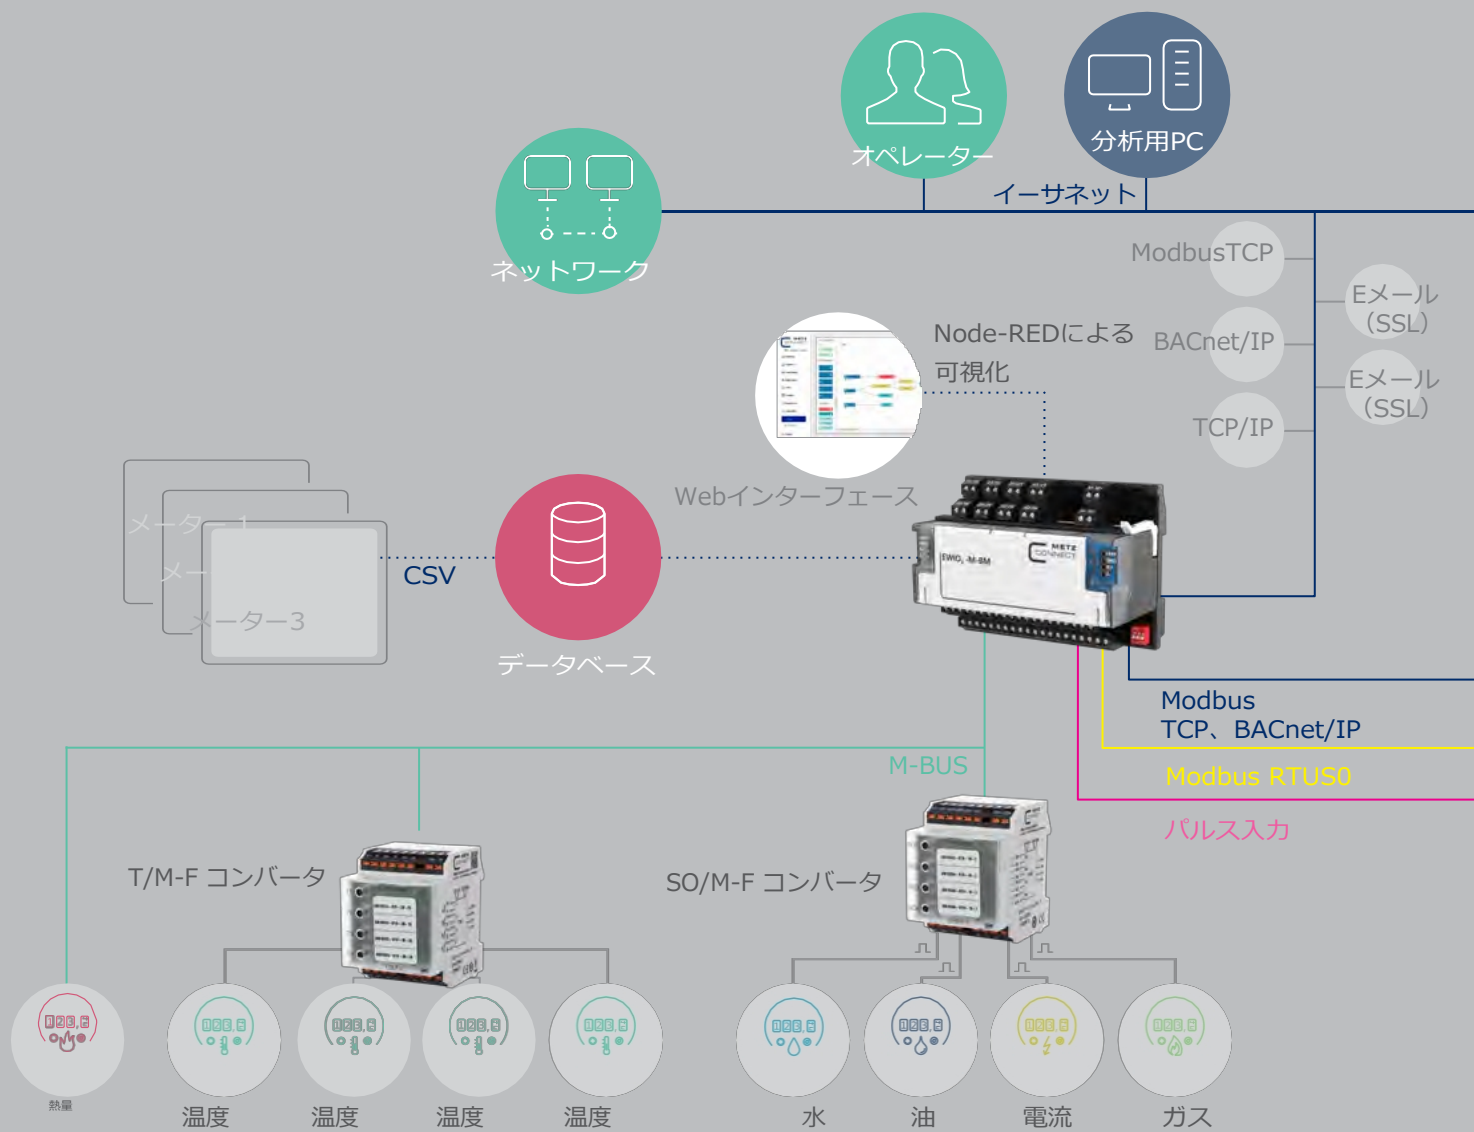 オペレーター
分析用PC
イーサネット
ネットワーク
ModbusTCP
Eメール
（SSL）
Node-REDによる
可視化
BACnet/IP
Eメール
（SSL）
TCP/IP
Webインターフェース
メーター 1
メー
メーター3
CSV
データベース
METZ
CONNECT
EWIO₂ -M-BM
Modbus
TCP、BACnet/IP
M-BUS
Modbus RTUS0
パルス入力
T/M-F コンバータ
SO/M-F コンバータ
熱量
温度
温度
温度
温度
水
油
電流
ガス